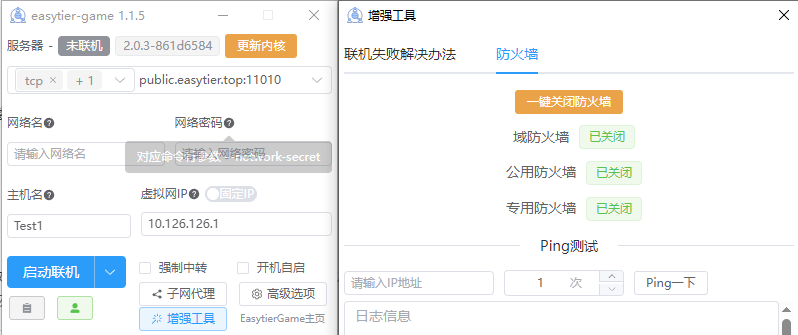 easytier-game 1.1.5
服务器 - 未联机 2.0.3-861d6584 更新内核
tcp × + 1 public.easytier.top:11010
网络名 网络密码
请输入网络名 请输入网络密码
对应命令行参数 --network-secret
主机名 虚拟网IP 固定IP
Test1 10.126.126.1
启动联机 强制中转 开机自启
子网代理 高级选项
增强工具 EasytierGame主页
增强工具
联机失败解决办法 防火墙
一键关闭防火墙
域防火墙 已关闭
公用防火墙 已关闭
专用防火墙 已关闭
Ping测试
请输入IP地址 1 次 Ping一下
日志信息